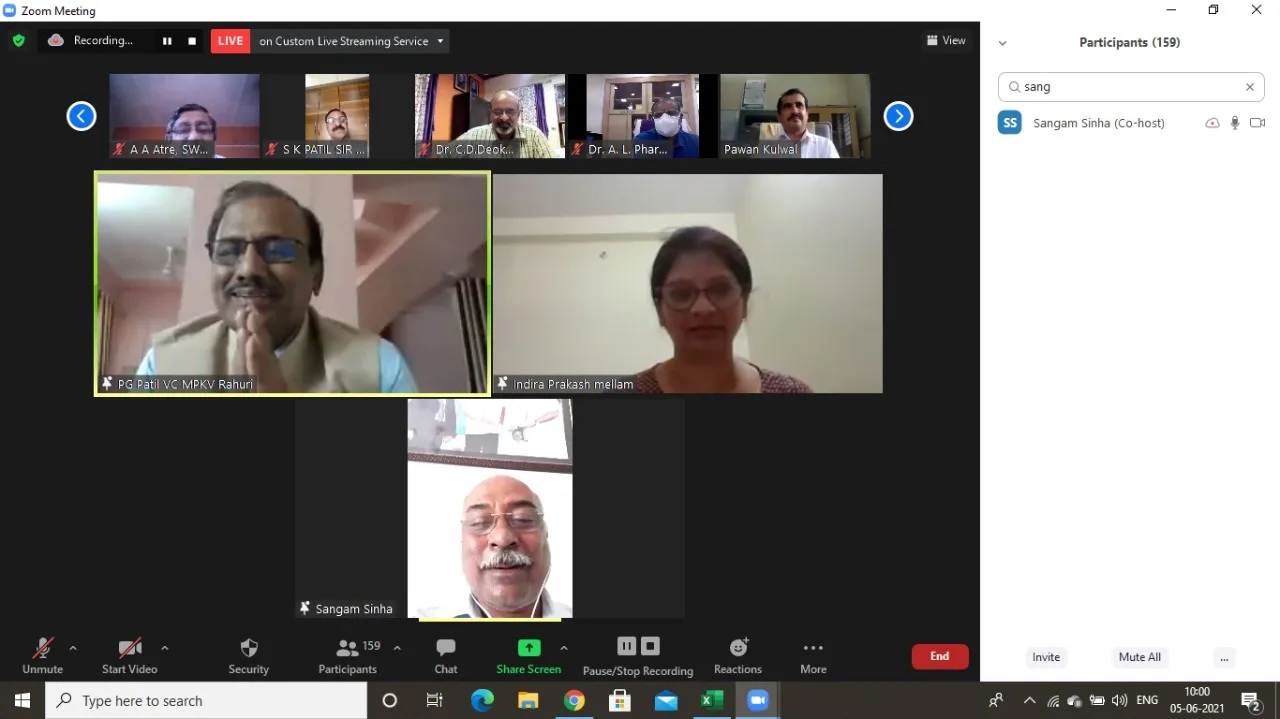 Zoom Meeting
Recording...
LIVE on Custom Live Streaming Service
View
Participants (159)
sang
SS Sangam Sinha (Co-host)
A A Atre, SW...
S K PATIL SIR ...
Dr. C.D.Deok...
Dr. A. L. Phar...
Pawan Kulwal
PG Patil VC MPKV Rahuri
Indira Prakash mellam
Sangam Sinha
159
Unmute
Start Video
Security
Participants
Chat
Share Screen
Pause/Stop Recording
Reactions
More
End
Invite
Mute All
...
Type here to search
ENG
10:00
05-06-2021
2